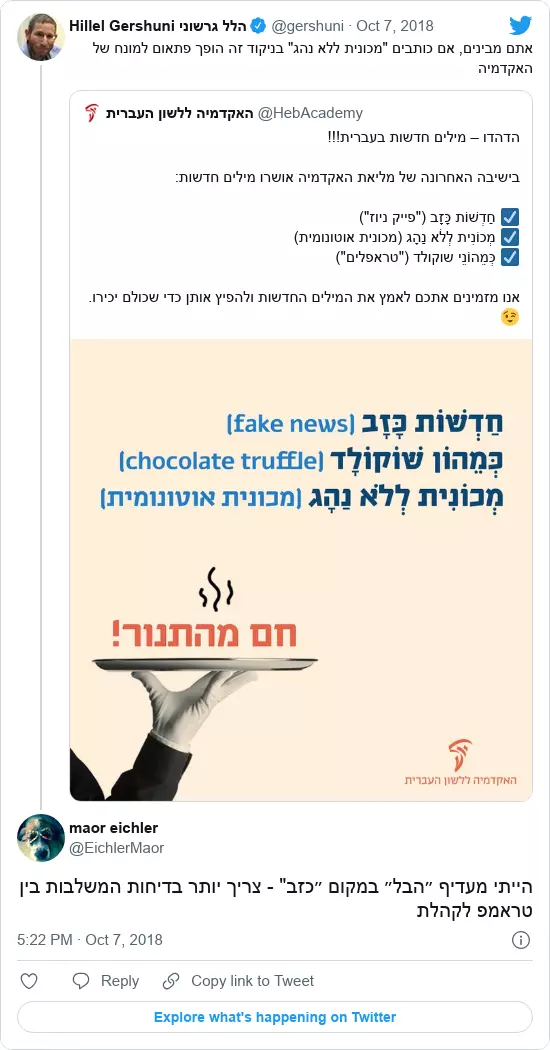 Hillel Gershuni הלל גרשוני @gershuni · Oct 7, 2018
אתם מבינים, אם כותבים "מכונית ללא נהג" בניקוד זה הופך פתאום למונח של
האקדמיה
האקדמיה ללשון העברית @HebAcademy
הדהדו – מילים חדשות בעברית!!!
בישיבה האחרונה של מליאת האקדמיה אושרו מילים חדשות:
☑ חַדְשׁוֹת כָּזָב ("פייק ניוז")
☑ מְכוֹנִית לְלֹא נֶהָג (מכונית אוטונומית)
☑ כְּמֵהוֹנֵי שוקולד ("טראפלים")
אנו מזמינים אתכם לאמץ את המילים החדשות ולהפיץ אותן כדי שכולם יכירו.
😉
חַדְשׁוֹת כָּזָב (fake news)
כְּמֵהוֹן שׁוֹקוֹלָד (chocolate truffle)
מְכוֹנִית לְלֹא נַהָג (מכונית אוטונומית)
חם מהתנור!
האקדמיה ללשון העברית
maor eichler
@EichlerMaor
הייתי מעדיף ״הבל״ במקום ״כזב" - צריך יותר בדיחות המשלבות בין
טראמפ לקהלת
5:22 PM · Oct 7, 2018
Reply
Copy link to Tweet
Explore what's happening on Twitter